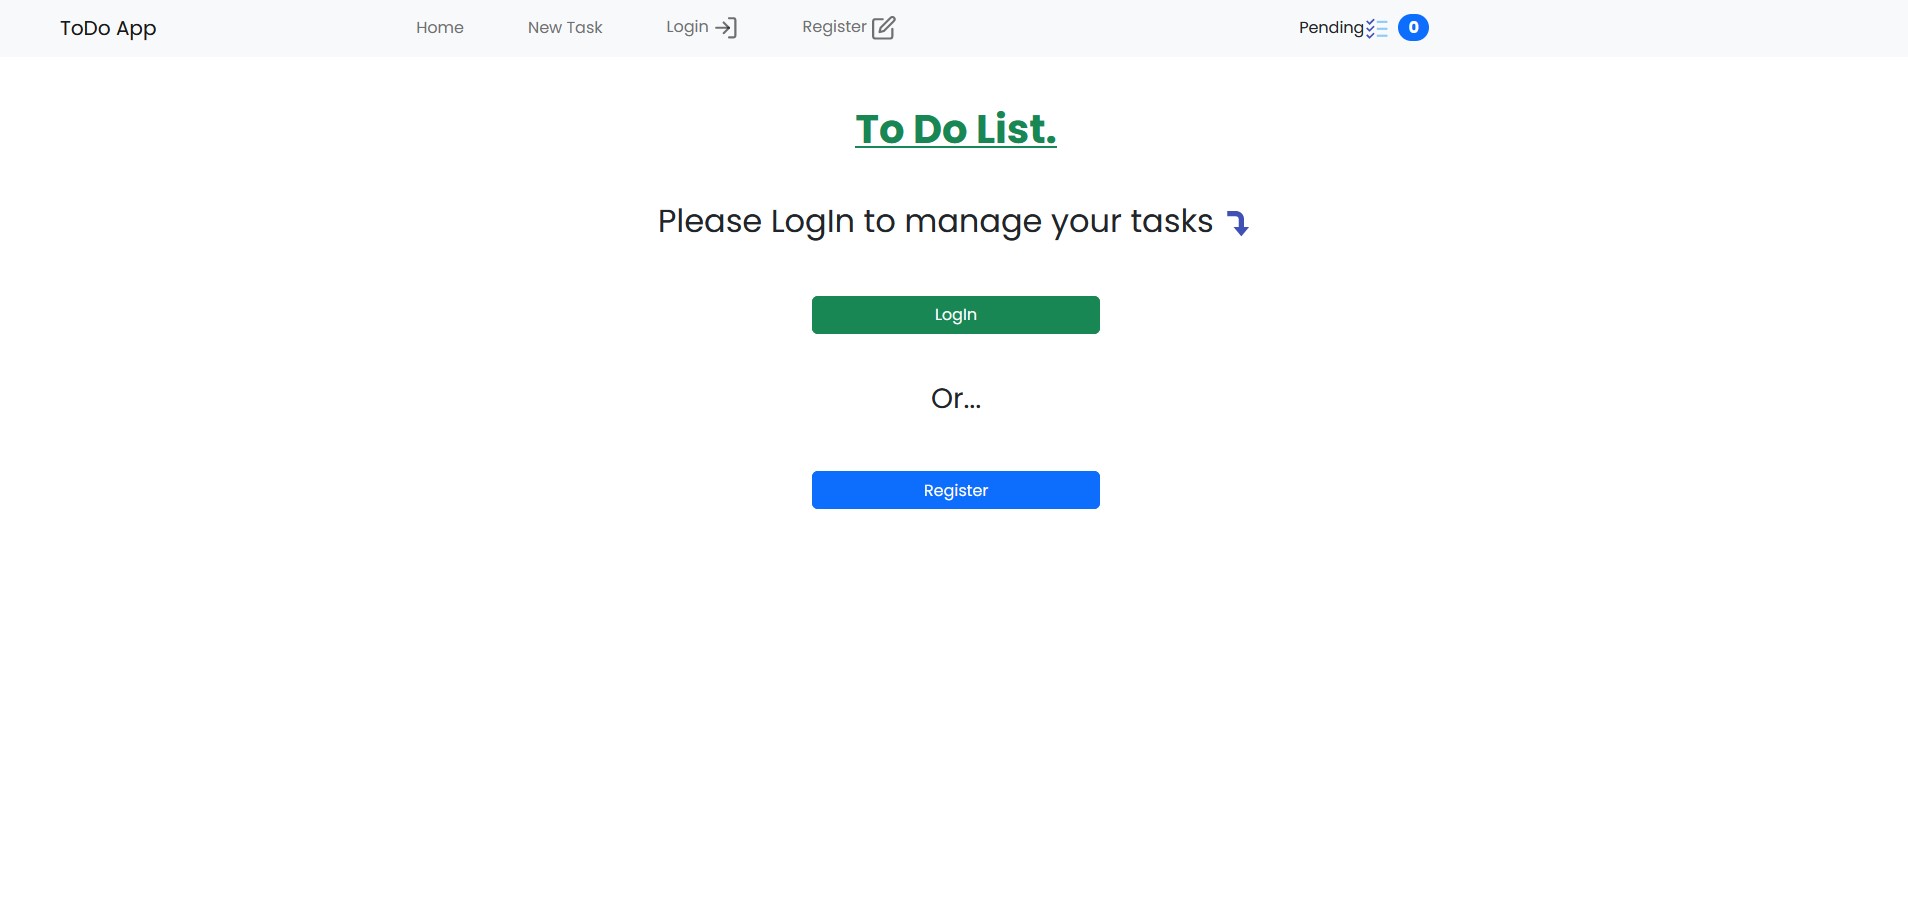 ToDo App Home New Task Login Register Pending 0
To Do List.
Please LogIn to manage your tasks
LogIn
Or...
Register